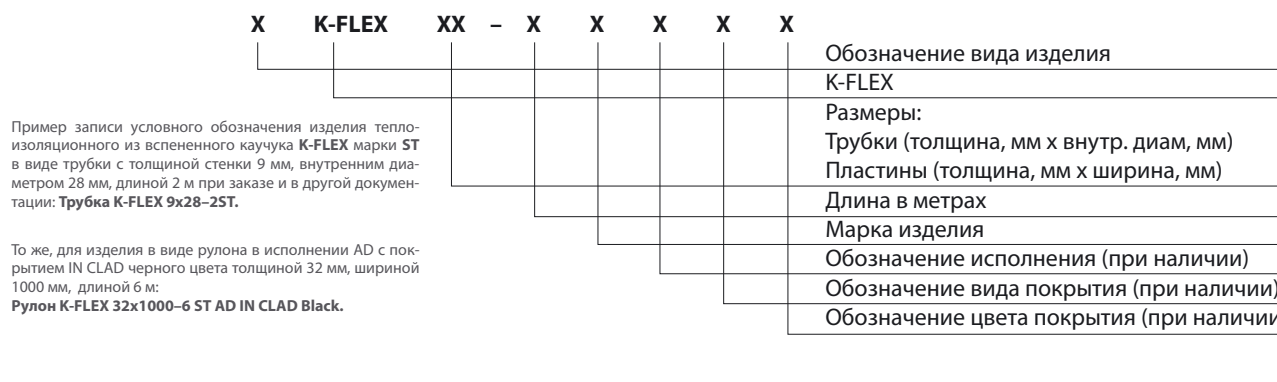 X K-FLEX XX – X X X X X
Обозначение вида изделия
K-FLEX
Размеры:
Трубки (толщина, мм х внутр. диам, мм)
Пластины (толщина, мм х ширина, мм)
Длина в метрах
Марка изделия
Обозначение исполнения (при наличии)
Обозначение вида покрытия (при наличии)
Обозначение цвета покрытия (при наличии
Пример записи условного обозначения изделия тепло-
изоляционного из вспененного каучука K-FLEX марки ST
в виде трубки с толщиной стенки 9 мм, внутренним диа-
метром 28 мм, длиной 2 м при заказе и в другой докумен-
тации: Трубка K-FLEX 9x28–2ST.
То же, для изделия в виде рулона в исполнении AD с пок-
рытием IN CLAD черного цвета толщиной 32 мм, шириной
1000 мм, длиной 6 м:
Рулон K-FLEX 32x1000–6 ST AD IN CLAD Black.